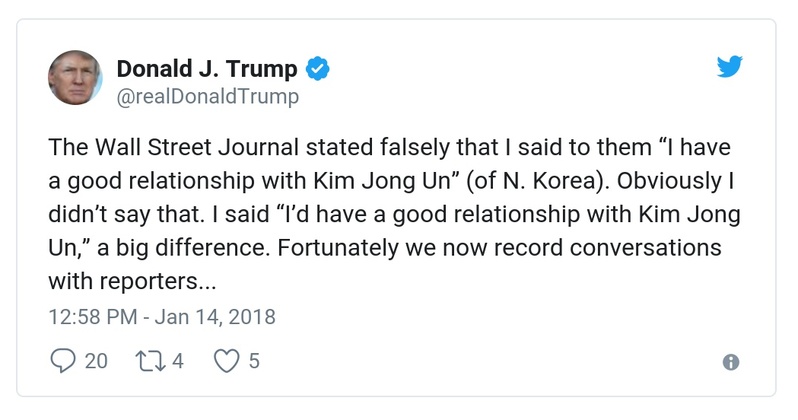 Donald J. Trump
@realDonaldTrump
The Wall Street Journal stated falsely that I said to them “I have
a good relationship with Kim Jong Un” (of N. Korea). Obviously I
didn’t say that. I said “I’d have a good relationship with Kim Jong
Un,” a big difference. Fortunately we now record conversations
with reporters...
12:58 PM - Jan 14, 2018
20 4 5